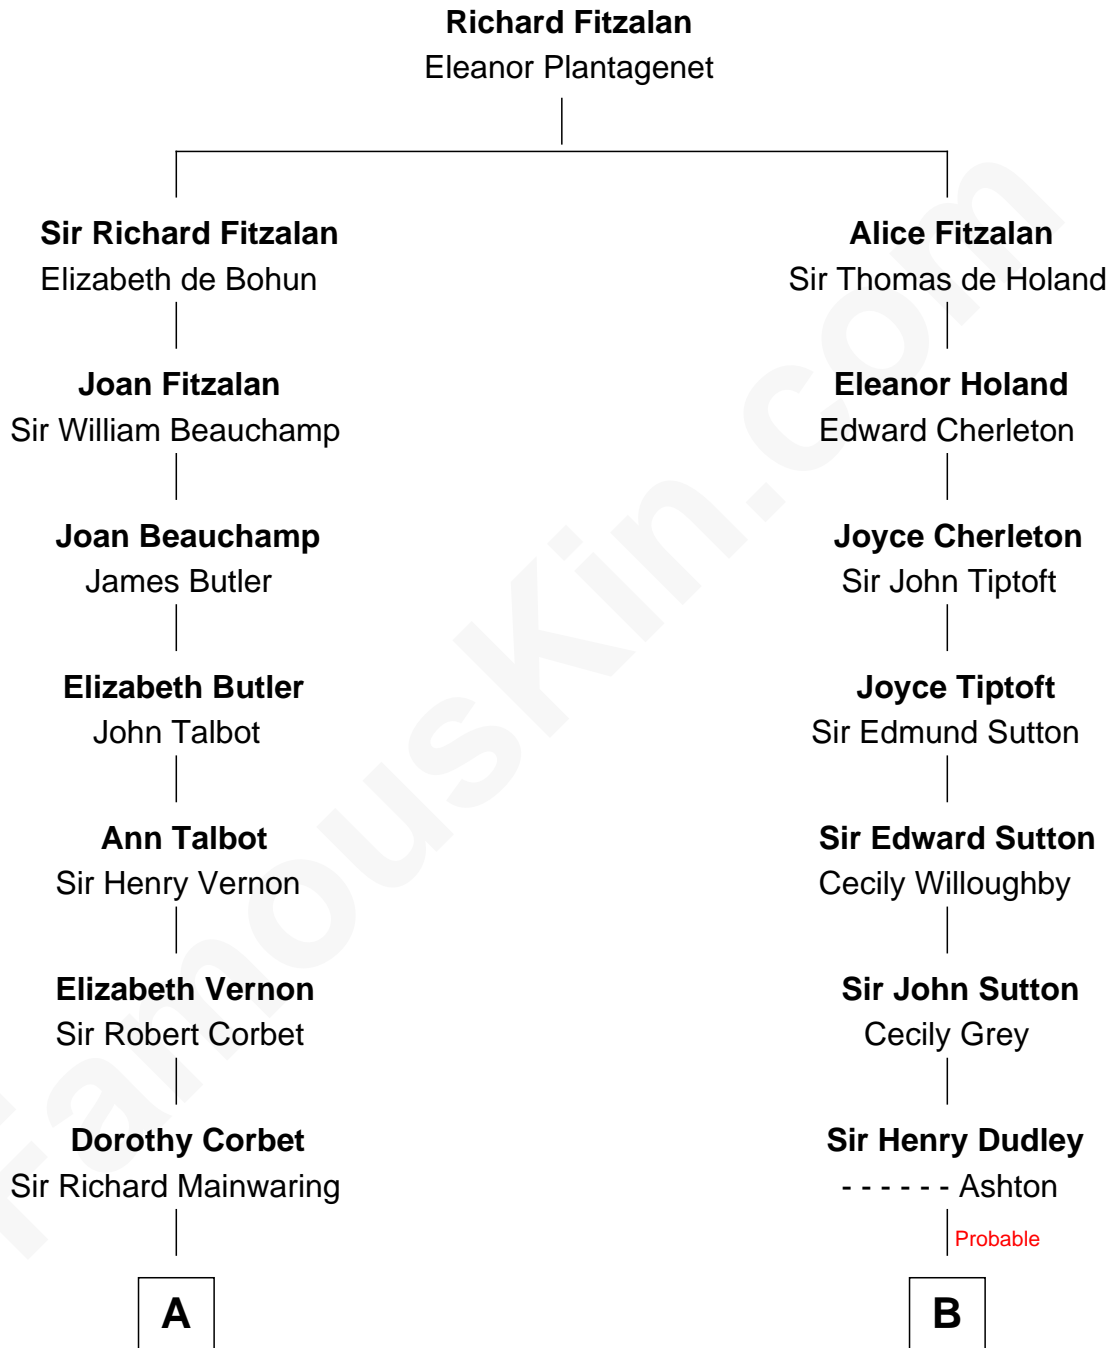 Richard Fitzalan
Eleanor Plantagenet
Sir Richard Fitzalan
Elizabeth de Bohun
Alice Fitzalan
Sir Thomas de Holand
Joan Fitzalan
Sir William Beauchamp
Eleanor Holand
Edward Cherleton
Joan Beauchamp
James Butler
Joyce Cherleton
Sir John Tiptoft
Elizabeth Butler
John Talbot
Joyce Tiptoft
Sir Edmund Sutton
Ann Talbot
Sir Henry Vernon
Sir Edward Sutton
Cecily Willoughby
Elizabeth Vernon
Sir Robert Corbet
Sir John Sutton
Cecily Grey
Dorothy Corbet
Sir Richard Mainwaring
Sir Henry Dudley
- - - - - - Ashton
Probable
A
B
FamousKin.com